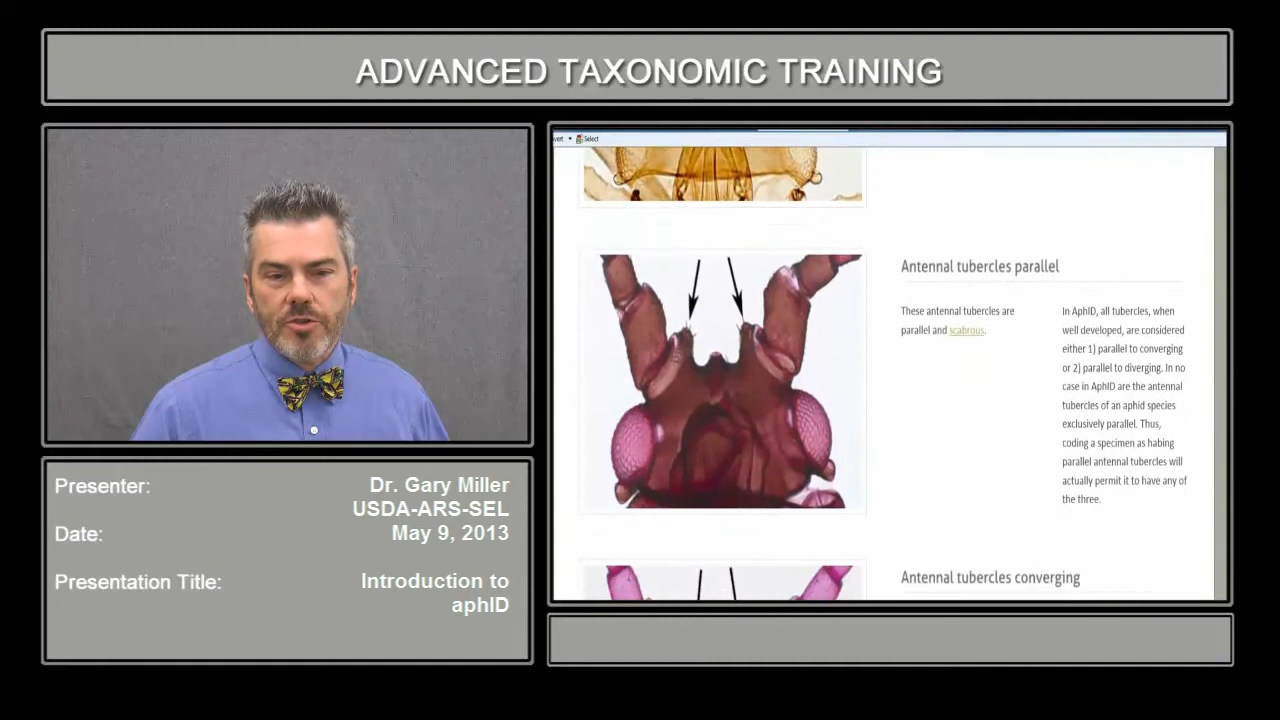 ADVANCED TAXONOMIC TRAINING
vert
Select
Antennal tubercles parallel
These antennal tubercles are
parallel and scabrous.
In AphID, all tubercles, when
well developed, are considered
either 1) parallel to converging
or 2) parallel to diverging. In no
case in AphID are the antennal
tubercles of an aphid species
exclusively parallel. Thus,
coding a specimen as habing
parallel antennal tubercles will
actually permit it to have any of
the three.
Antennal tubercles converging
Presenter: Dr. Gary Miller
USDA-ARS-SEL
Date: May 9, 2013
Presentation Title: Introduction to
aphID